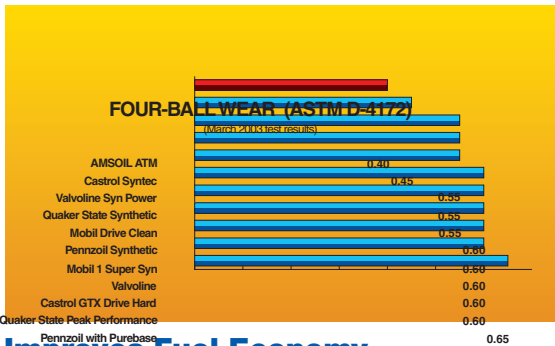 FOUR-BALL WEAR (ASTM D-4172)
(March 2003 test results)
AMSOIL ATM 0.40
Castrol Syntec 0.45
Valvoline Syn Power 0.55
Quaker State Synthetic 0.55
Mobil Drive Clean 0.55
Pennzoil Synthetic 0.60
Mobil 1 Super Syn 0.60
Valvoline 0.60
Castrol GTX Drive Hard 0.60
Quaker State Peak Performance 0.60
Pennzoil with Purebase 0.65
Improves Fuel Economy